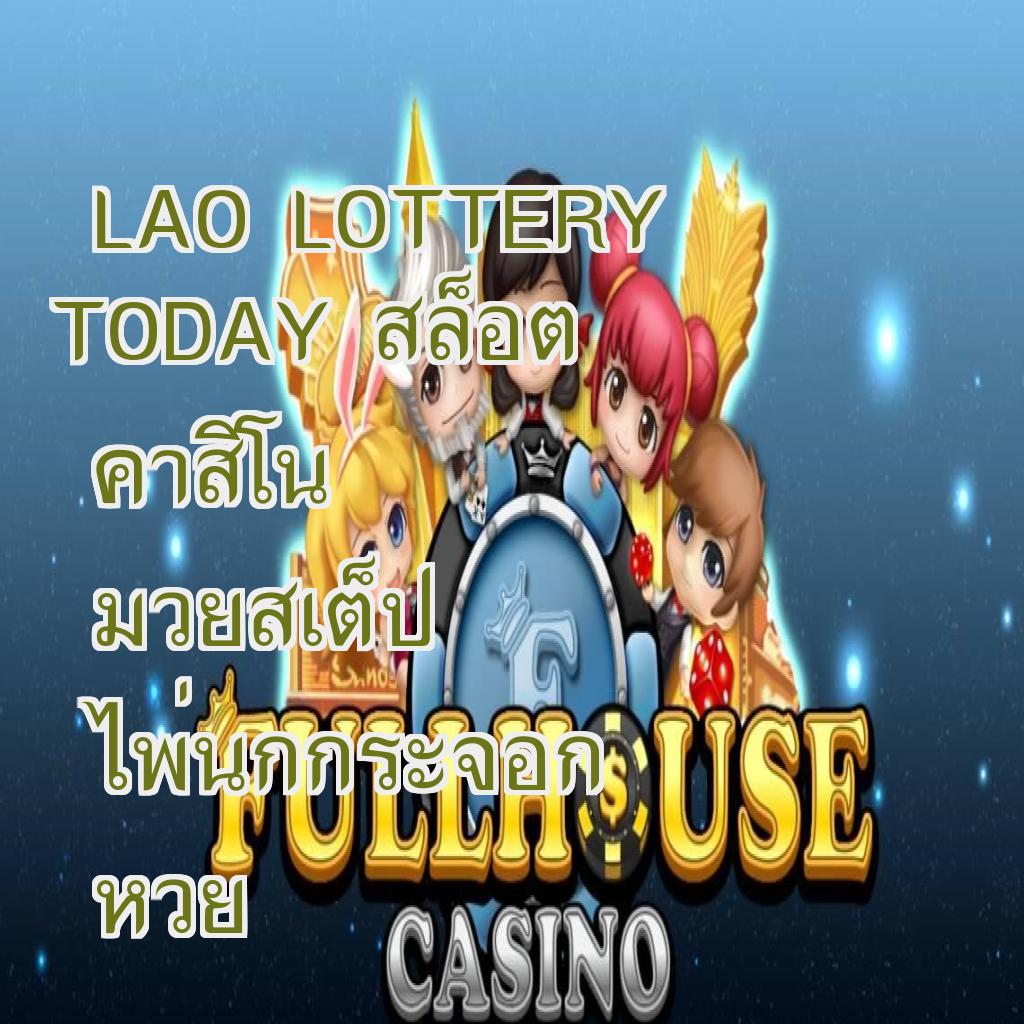 LAO LOTTERY
TODAY สล็อต
คาสิโน
มวยสเต็ป
ไพ่นกกระจอก
หวย
F
FULLHOUSE
CASINO